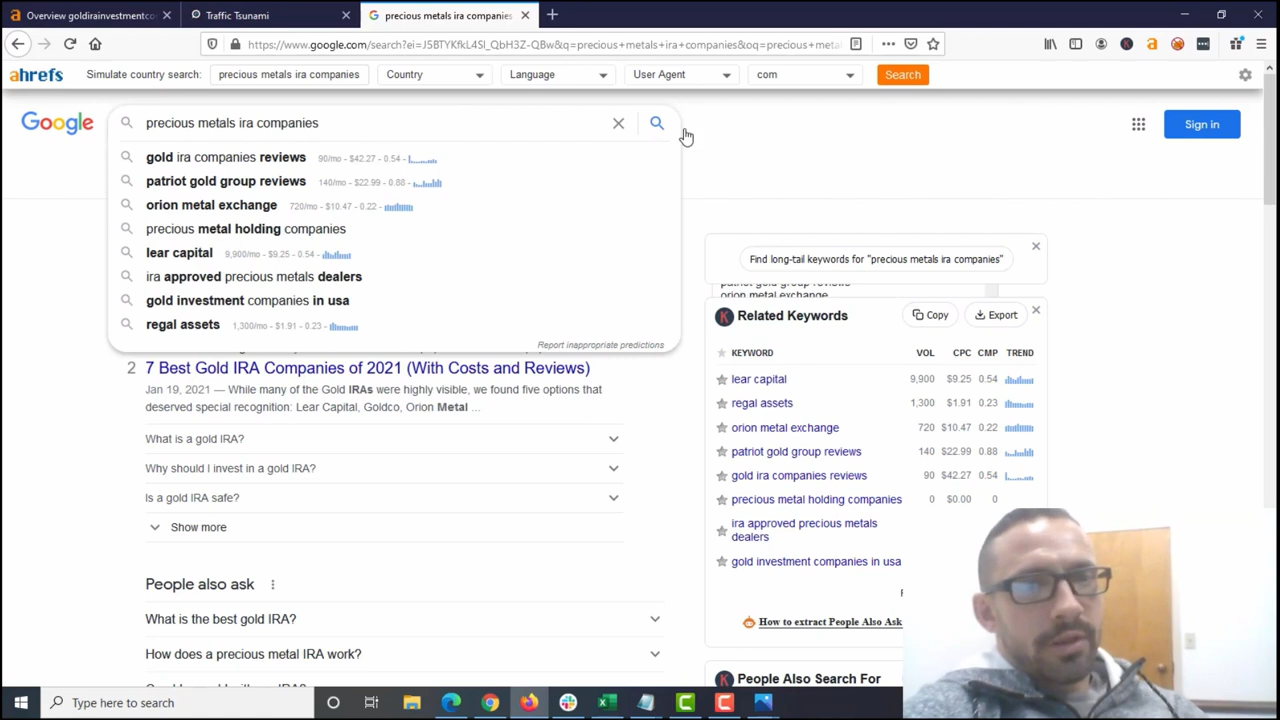 Overview goldirainvestmentco
Traffic Tsunami
precious metals ira companies
https://www.google.com/search?ei=J5BTYKfkL4SI_QbH3Z-QBw&q=precious+metals+ira+companies&oq=precious+meta
ahrefs
Simulate country search:
precious metals ira companies
Country
Language
User Agent
com
Search
Google
precious metals ira companies
Sign in
gold ira companies reviews 90/mo - $42.27 - 0.54 -
patriot gold group reviews 140/mo - $22.99 - 0.88 -
orion metal exchange 720/mo - $10.47 - 0.22 -
precious metal holding companies
lear capital 9,900/mo - $9.25 - 0.54 -
ira approved precious metals dealers
gold investment companies in usa
regal assets 1,300/mo - $1.91 - 0.23 -
Report inappropriate predictions
2 7 Best Gold IRA Companies of 2021 (With Costs and Reviews)
Jan 19, 2021 — While many of the Gold IRAs were highly visible, we found five options that
deserved special recognition: Lear Capital, Goldco, Orion Metal ...
What is a gold IRA?
Why should I invest in a gold IRA?
Is a gold IRA safe?
Show more
People also ask
What is the best gold IRA?
How does a precious metal IRA work?
Find long-tail keywords for "precious metals ira companies"
patriot gold group reviews
orion metal exchange
Related Keywords
Copy
Export
KEYWORD VOL CPC CMP TREND
lear capital 9,900 $9.25 0.54
regal assets 1,300 $1.91 0.23
orion metal exchange 720 $10.47 0.22
patriot gold group reviews 140 $22.99 0.88
gold ira companies reviews 90 $42.27 0.54
precious metal holding companies 0 $0.00 0
ira approved precious metals
dealers
gold investment companies in usa
How to extract People Also Ask
People Also Search For
Type here to search